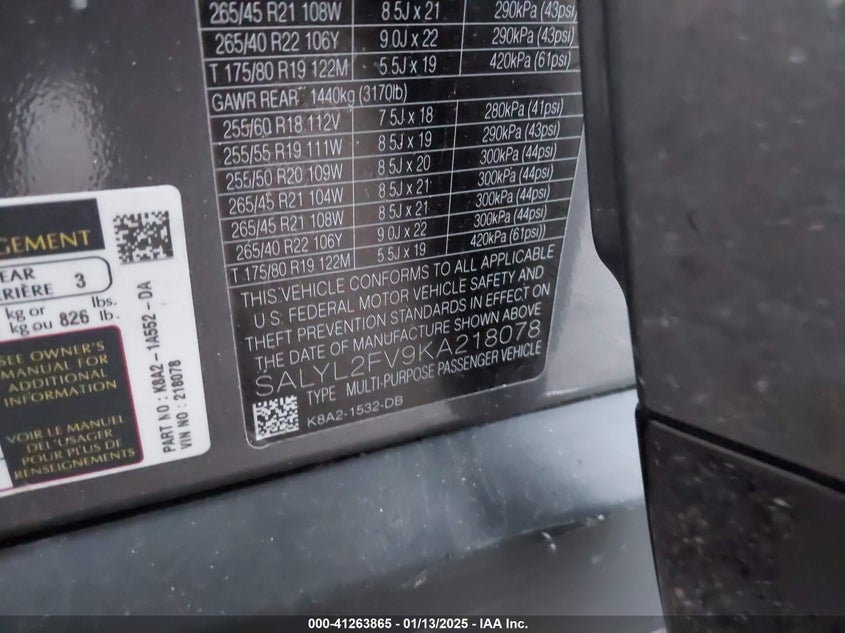 265/45 R21 108W 8.5J x 21 290kPa (43psi)
265/40 R22 106Y 9.0J x 22 290kPa (43psi)
T 175/80 R19 122M 5.5J x 19 420kPa (61psi)
GAWR REAR 1440kg (3170lb)
255/60 R18 112V 7.5J x 18 280kPa (41psi)
255/55 R19 111W 8.5J x 19 290kPa (43psi)
255/50 R20 109W 8.5J x 20 300kPa (44psi)
265/45 R21 104W 8.5J x 21 300kPa (44psi)
265/45 R21 108W 8.5J x 21 300kPa (44psi)
265/40 R22 106Y 9.0J x 22 300kPa (44psi)
T 175/80 R19 122M 5.5J x 19 420kPa (61psi)
THIS VEHICLE CONFORMS TO ALL APPLICABLE
U.S. FEDERAL MOTOR VEHICLE SAFETY AND
THEFT PREVENTION STANDARDS IN EFFECT ON
THE DATE OF MANUFACTURE SHOWN ABOVE
SALYL2FV9KA218078
TYPE MULTI-PURPOSE PASSENGER VEHICLE
K8A2-1532-DB
GEMENT
EAR
ERIÈRE 3
kg or lbs.
kg ou 826 lb.
SEE OWNER'S
MANUAL FOR
ADDITIONAL
INFORMATION
VOIR LE MANUEL
DE L'USAGER
POUR PLUS DE
RENSEIGNEMENTS
PART NO : K8A2 - 1A552 - DA
VIN NO : 218078
000-41263865 - 01/13/2025 - IAA Inc.